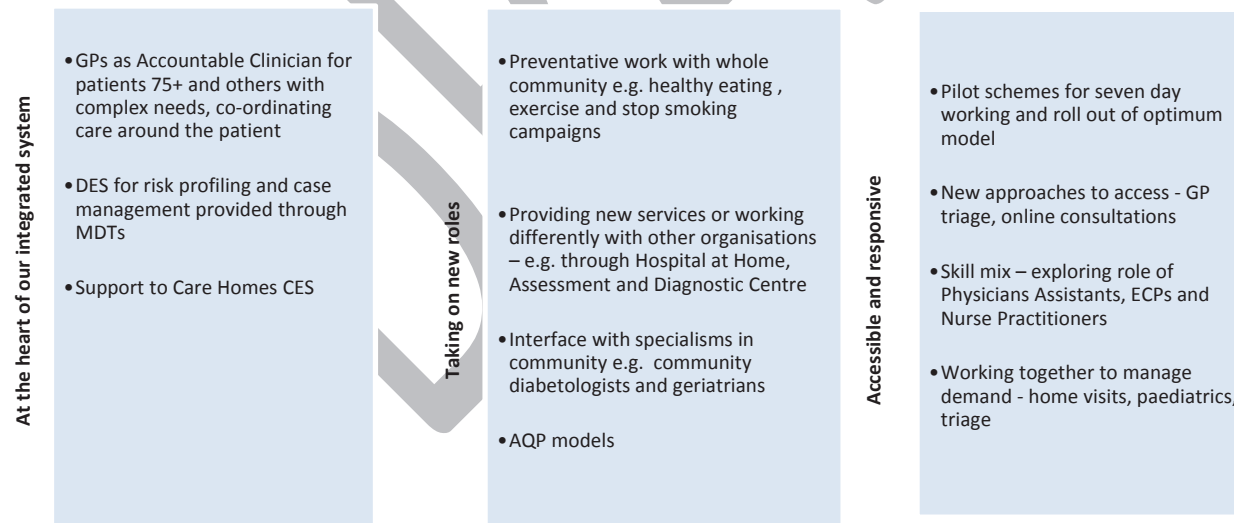 At the heart of our integrated system
•GPs as Accountable Clinician for
patients 75+ and others with
complex needs, co-ordinating
care around the patient
•DES for risk profiling and case
management provided through
MDTs
•Support to Care Homes CES
Taking on new roles
•Preventative work with whole
community e.g. healthy eating ,
exercise and stop smoking
campaigns
•Providing new services or working
differently with other organisations
– e.g. through Hospital at Home,
Assessment and Diagnostic Centre
•Interface with specialisms in
community e.g. community
diabetologists and geriatrians
•AQP models
Accessible and responsive
•Pilot schemes for seven day
working and roll out of optimum
model
•New approaches to access - GP
triage, online consultations
•Skill mix – exploring role of
Physicians Assistants, ECPs and
Nurse Practitioners
•Working together to manage
demand - home visits, paediatrics,
triage